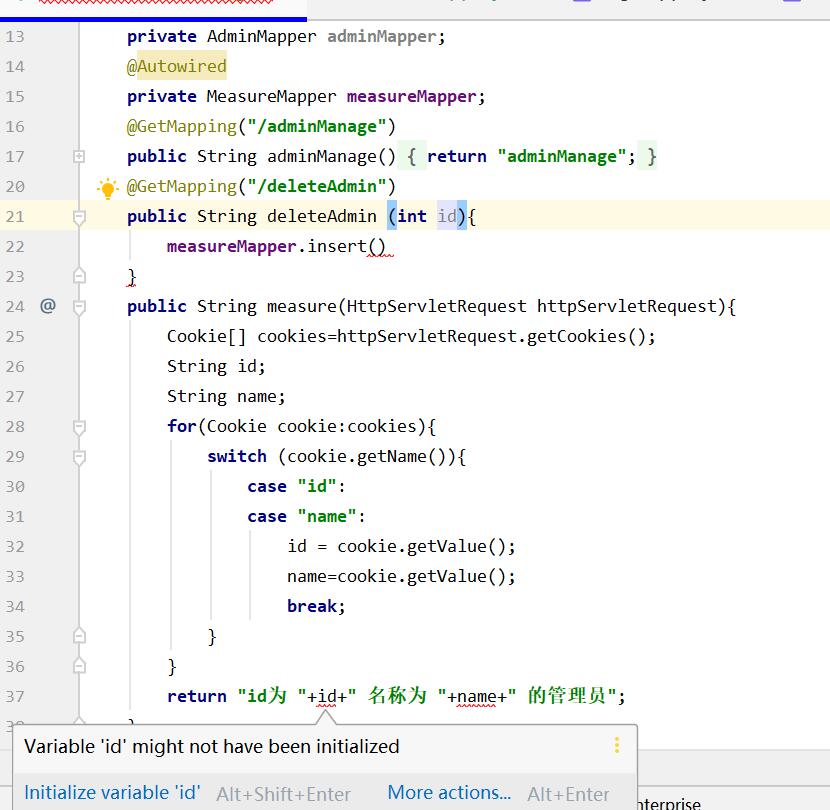 13 private AdminMapper adminMapper;
14 @Autowired
15 private MeasureMapper measureMapper;
16 @GetMapping("/adminManage")
17 public String adminManage() { return "adminManage"; }
20 @GetMapping("/deleteAdmin")
21 public String deleteAdmin (int id){
22 measureMapper.insert()
23 }
24 @ public String measure(HttpServletRequest httpServletRequest){
25 Cookie[] cookies=httpServletRequest.getCookies();
26 String id;
27 String name;
28 for(Cookie cookie:cookies){
29 switch (cookie.getName()){
30 case "id":
31 case "name":
32 id = cookie.getValue();
33 name=cookie.getValue();
34 break;
35 }
36 }
37 return "id为 "+id+" 名称为 "+name+" 的管理员";
Variable 'id' might not have been initialized
Initialize variable 'id' Alt+Shift+Enter More actions... Alt+Enter